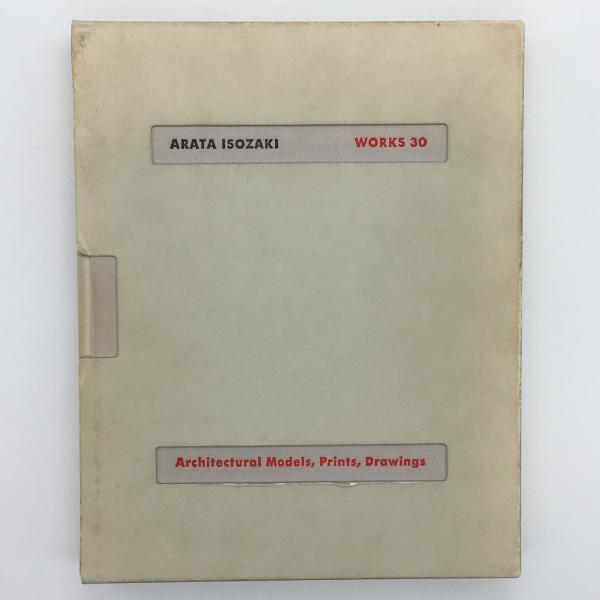 ARATA ISOZAKI WORKS 30
Architectural Models, Prints, Drawings